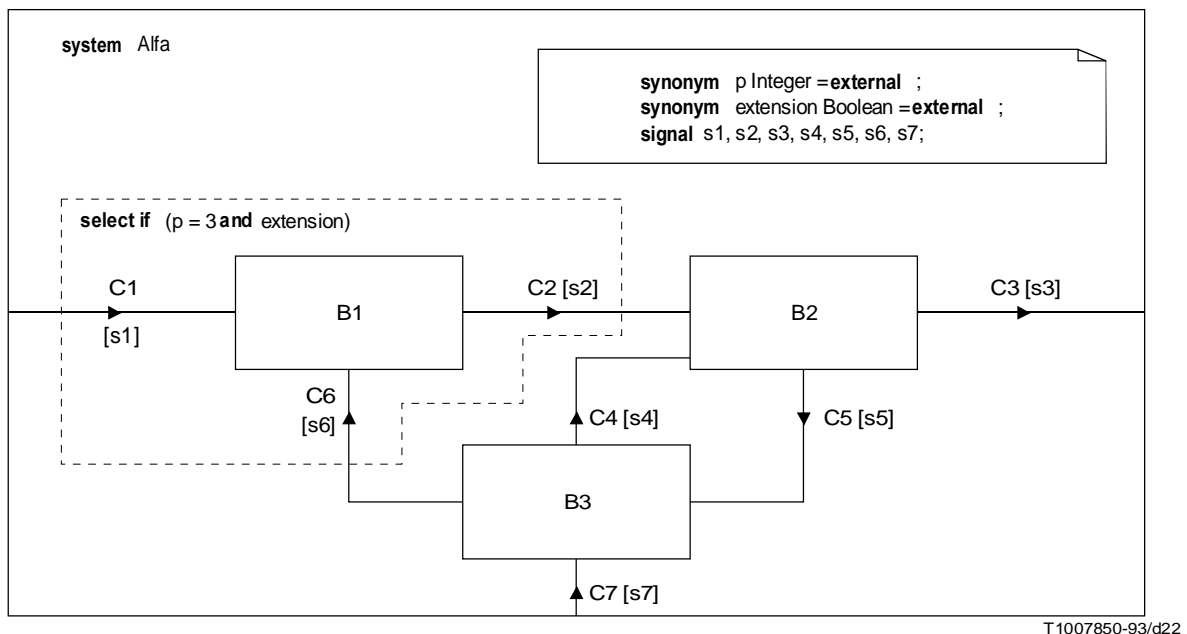 system Alfa
synonym p Integer = external ;
synonym extension Boolean = external ;
signal s1, s2, s3, s4, s5, s6, s7;
select if (p = 3 and extension)
C1
[s1]
B1
C2 [s2]
B2
C3 [s3]
C6
[s6]
C4 [s4]
C5 [s5]
B3
C7 [s7]
T1007850-93/d22